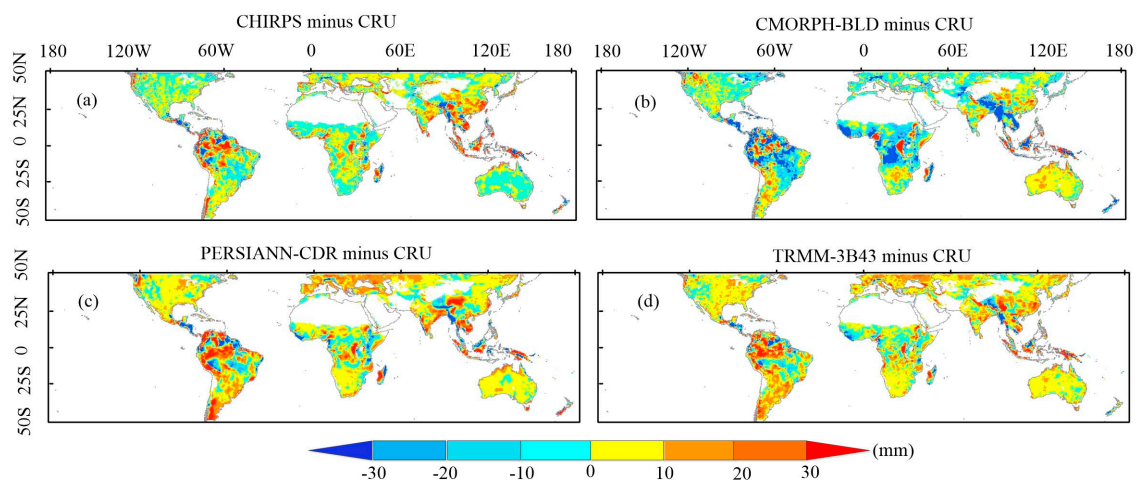 CHIRPS minus CRU
CMORPH-BLD minus CRU
180 120W 60W 0 60E 120E 180
180 120W 60W 0 60E 120E 180
50N
25N
0
25S
50S
(a)
(b)
PERSIANN-CDR minus CRU
TRMM-3B43 minus CRU
50N
25N
0
25S
50S
(c)
(d)
-30 -20 -10 0 10 20 30 (mm)